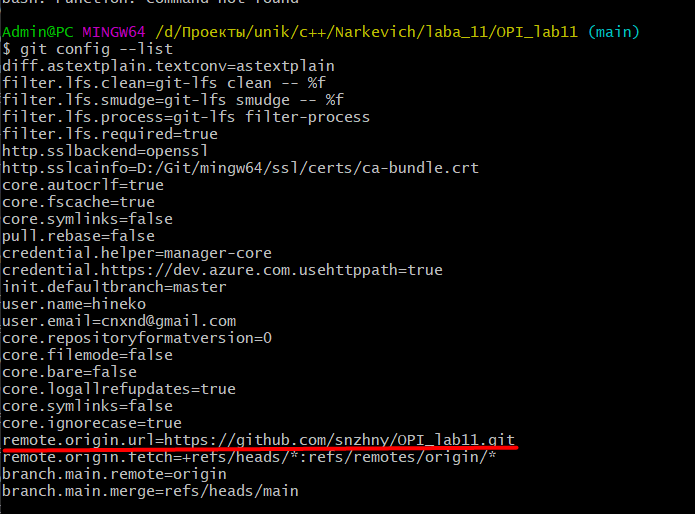 bash: Function: command not found
Admin@PC MINGW64 /d/Проекты/unik/c++/Narkevich/laba_11/OPI_lab11 (main)
$ git config --list
diff.astextplain.textconv=astextplain
filter.lfs.clean=git-lfs clean -- %f
filter.lfs.smudge=git-lfs smudge -- %f
filter.lfs.process=git-lfs filter-process
filter.lfs.required=true
http.sslbackend=openssl
http.sslcainfo=D:/Git/mingw64/ssl/certs/ca-bundle.crt
core.autocrlf=true
core.fscache=true
core.symlinks=false
pull.rebase=false
credential.helper=manager-core
credential.https://dev.azure.com.usehttppath=true
init.defaultbranch=master
user.name=hineko
user.email=cnxnd@gmail.com
core.repositoryformatversion=0
core.filemode=false
core.bare=false
core.logallrefupdates=true
core.symlinks=false
core.ignorecase=true
remote.origin.url=https://github.com/snzhny/OPI_lab11.git
remote.origin.fetch=+refs/heads/*:refs/remotes/origin/*
branch.main.remote=origin
branch.main.merge=refs/heads/main